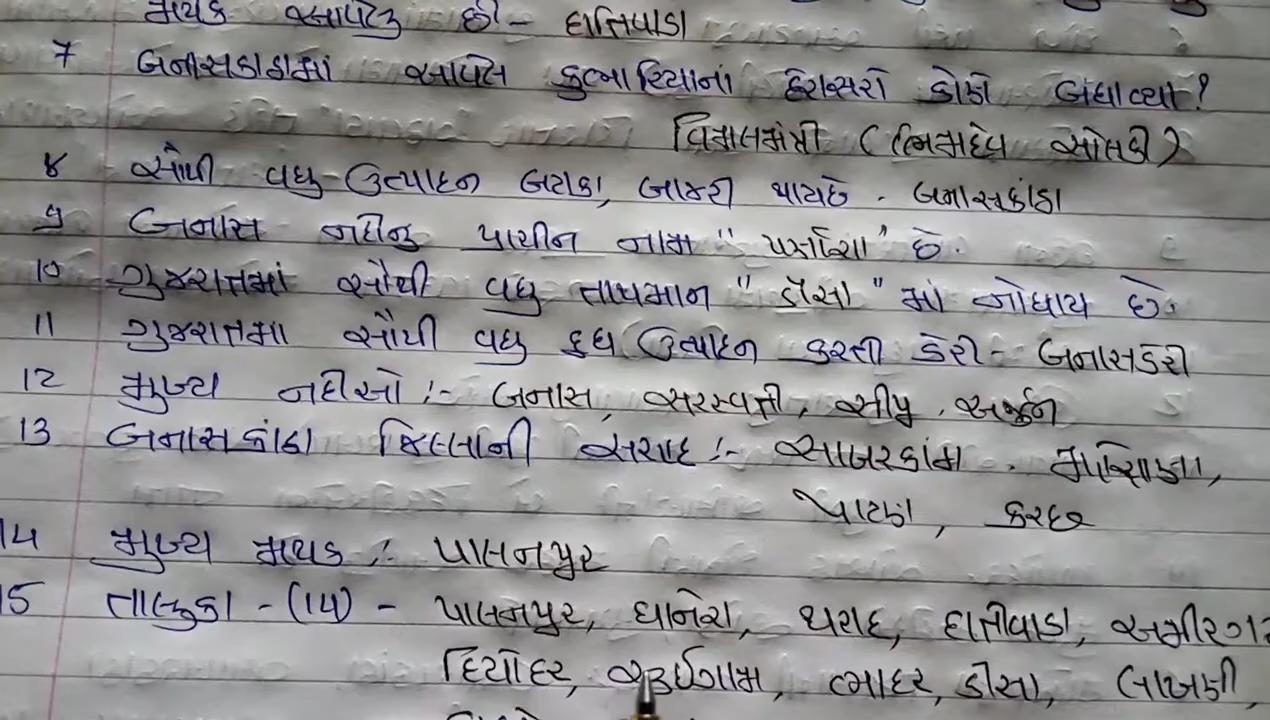 મથક આવેલુ છે - દાંતિવાડા
7 બનાસકાંડામાં આવેલ કુંભારિયાનાં દેરાસરો કોણે બંધાવ્યા?
વિમલમંત્રી (ભિમદેવ સોલકી)
8 સૌથી વધુ ઉત્પાદન બટાકા, બાજરી થાયછે . બનાસકાંઠા
9 બનાસ નદીનુ પ્રાચીન નામ " પર્ણાશા" છે.
10 ગુજરાતમાં સૌથી વધુ તાપમાન " ડીસા " માં નોધાય છે.
11 ગુજરાતમા સૌથી વધુ દુધ ઉત્પાદન કરતી ડેરી - બનાસડેરી
12 મુખ્ય નદીઓ :- બનાસ, સરસ્વતી, સીપુ, અર્જુન
13 બનાસકાંઠા જિલ્લાની સરહદ :- સાબરકાંઠા . મહેસાણા,
પાટણ, કચ્છ
14 મુખ્ય મથક :- પાલનપુર
15 તાલુકા - (14) - પાલનપુર, ધાનેરા, થરાદ, દાંતીવાડા, અમીરગઢ
દિયોદર, સુઈગામ, ભાભર, ડીસા, લાખણી,